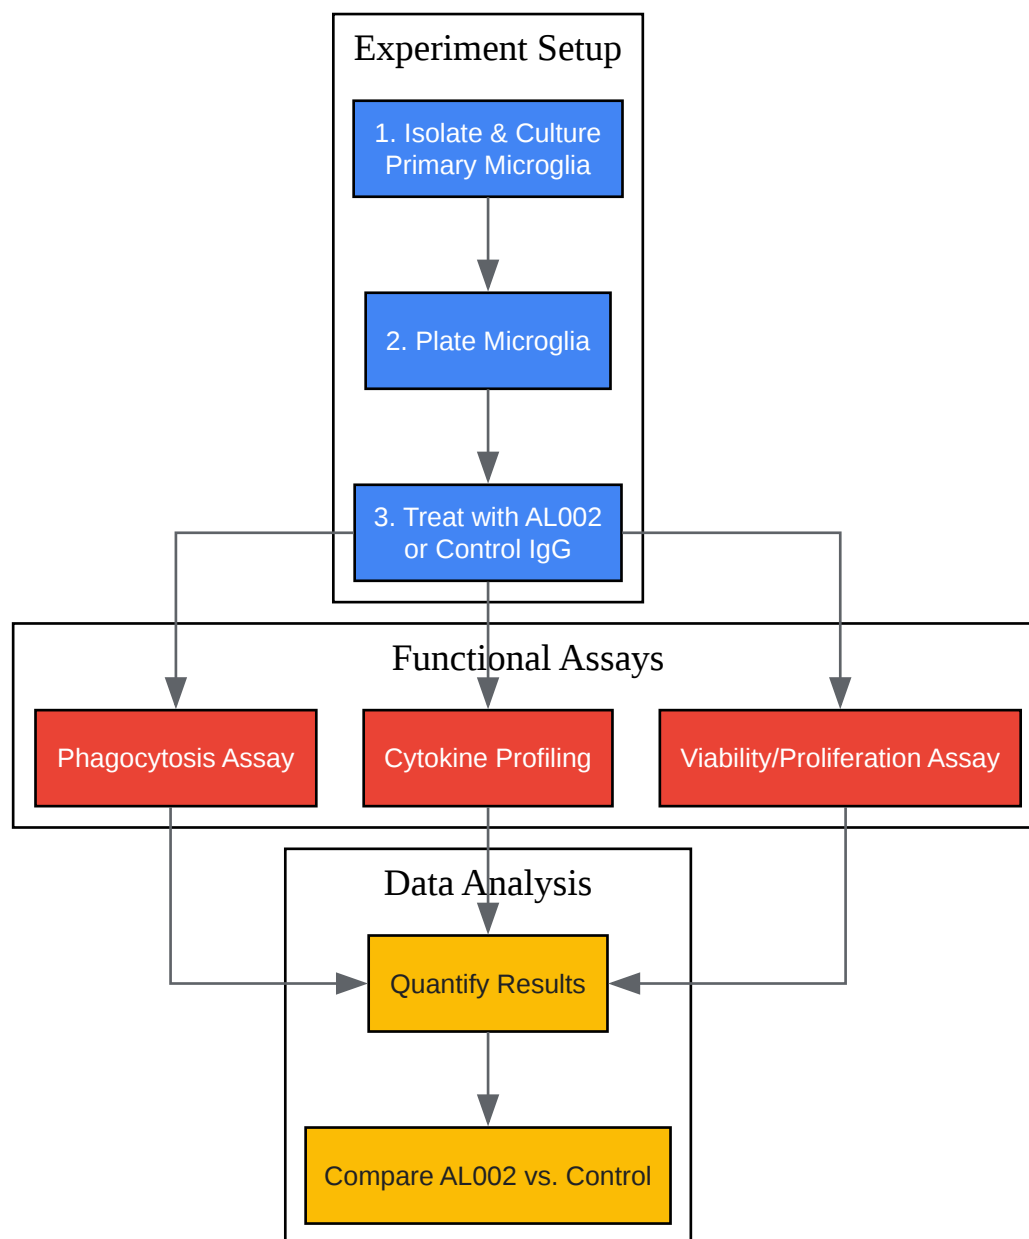 Experiment Setup
1. Isolate & Culture
Primary Microglia
2. Plate Microglia
3. Treat with AL002
or Control IgG
Functional Assays
Phagocytosis Assay
Cytokine Profiling
Viability/Proliferation Assay
Data Analysis
Quantify Results
Compare AL002 vs. Control